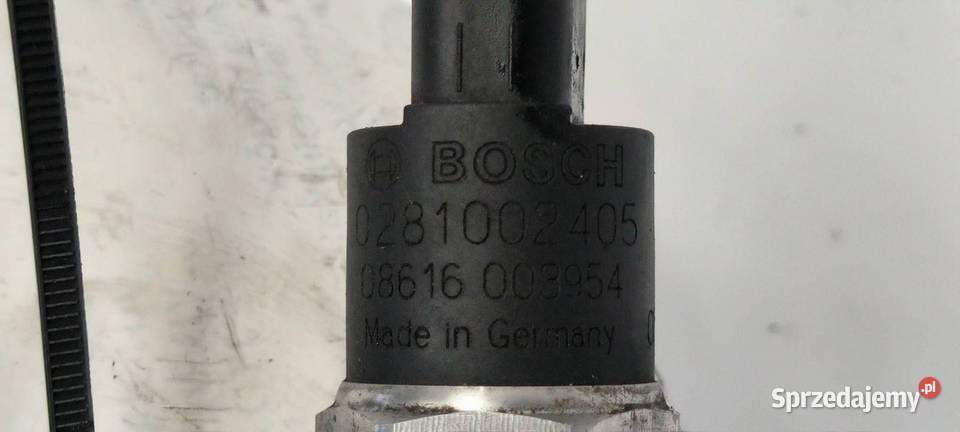 BOSCH
0281002405
08616 003954
Made in Germany
Sprzedajemy.pl